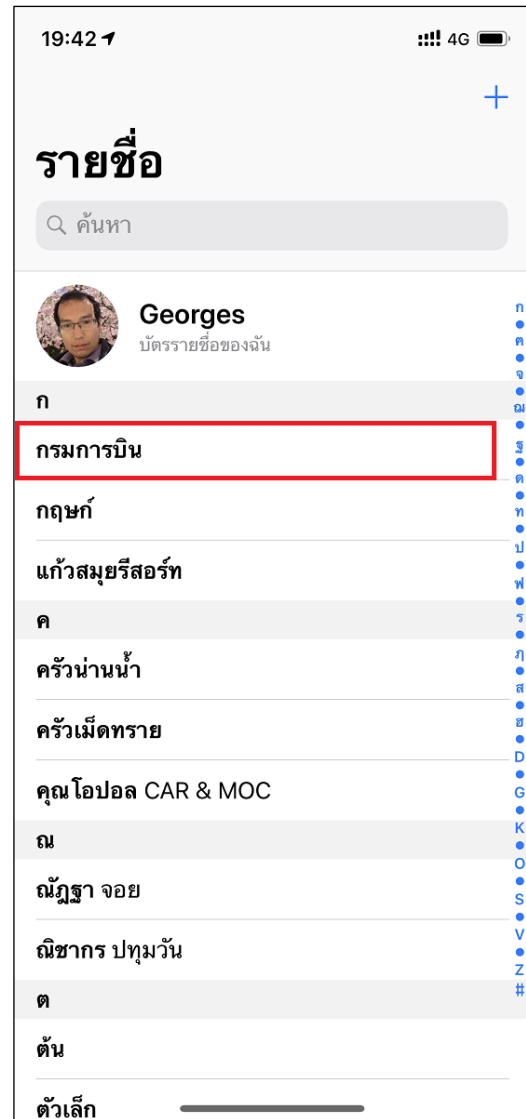 19:42
4G
+
รายชื่อ
ค้นหา
Georges
บัตรรายชื่อของฉัน
ก
กรมการบิน
กฤษก์
แก้วสมุยรีสอร์ท
ค
ครัวน่านน้ำ
ครัวเม็ดทราย
คุณโอปอล CAR & MOC
ณ
ณัฎฐา จอย
ณิชากร ปทุมวัน
ต
ต้น
ตัวเล็ก
ก
ฅ
จ
ฌ
ฐ
ด
ท
ป
ฟ
ร
ฦ
ส
ฮ
D
G
K
O
S
V
Z
#